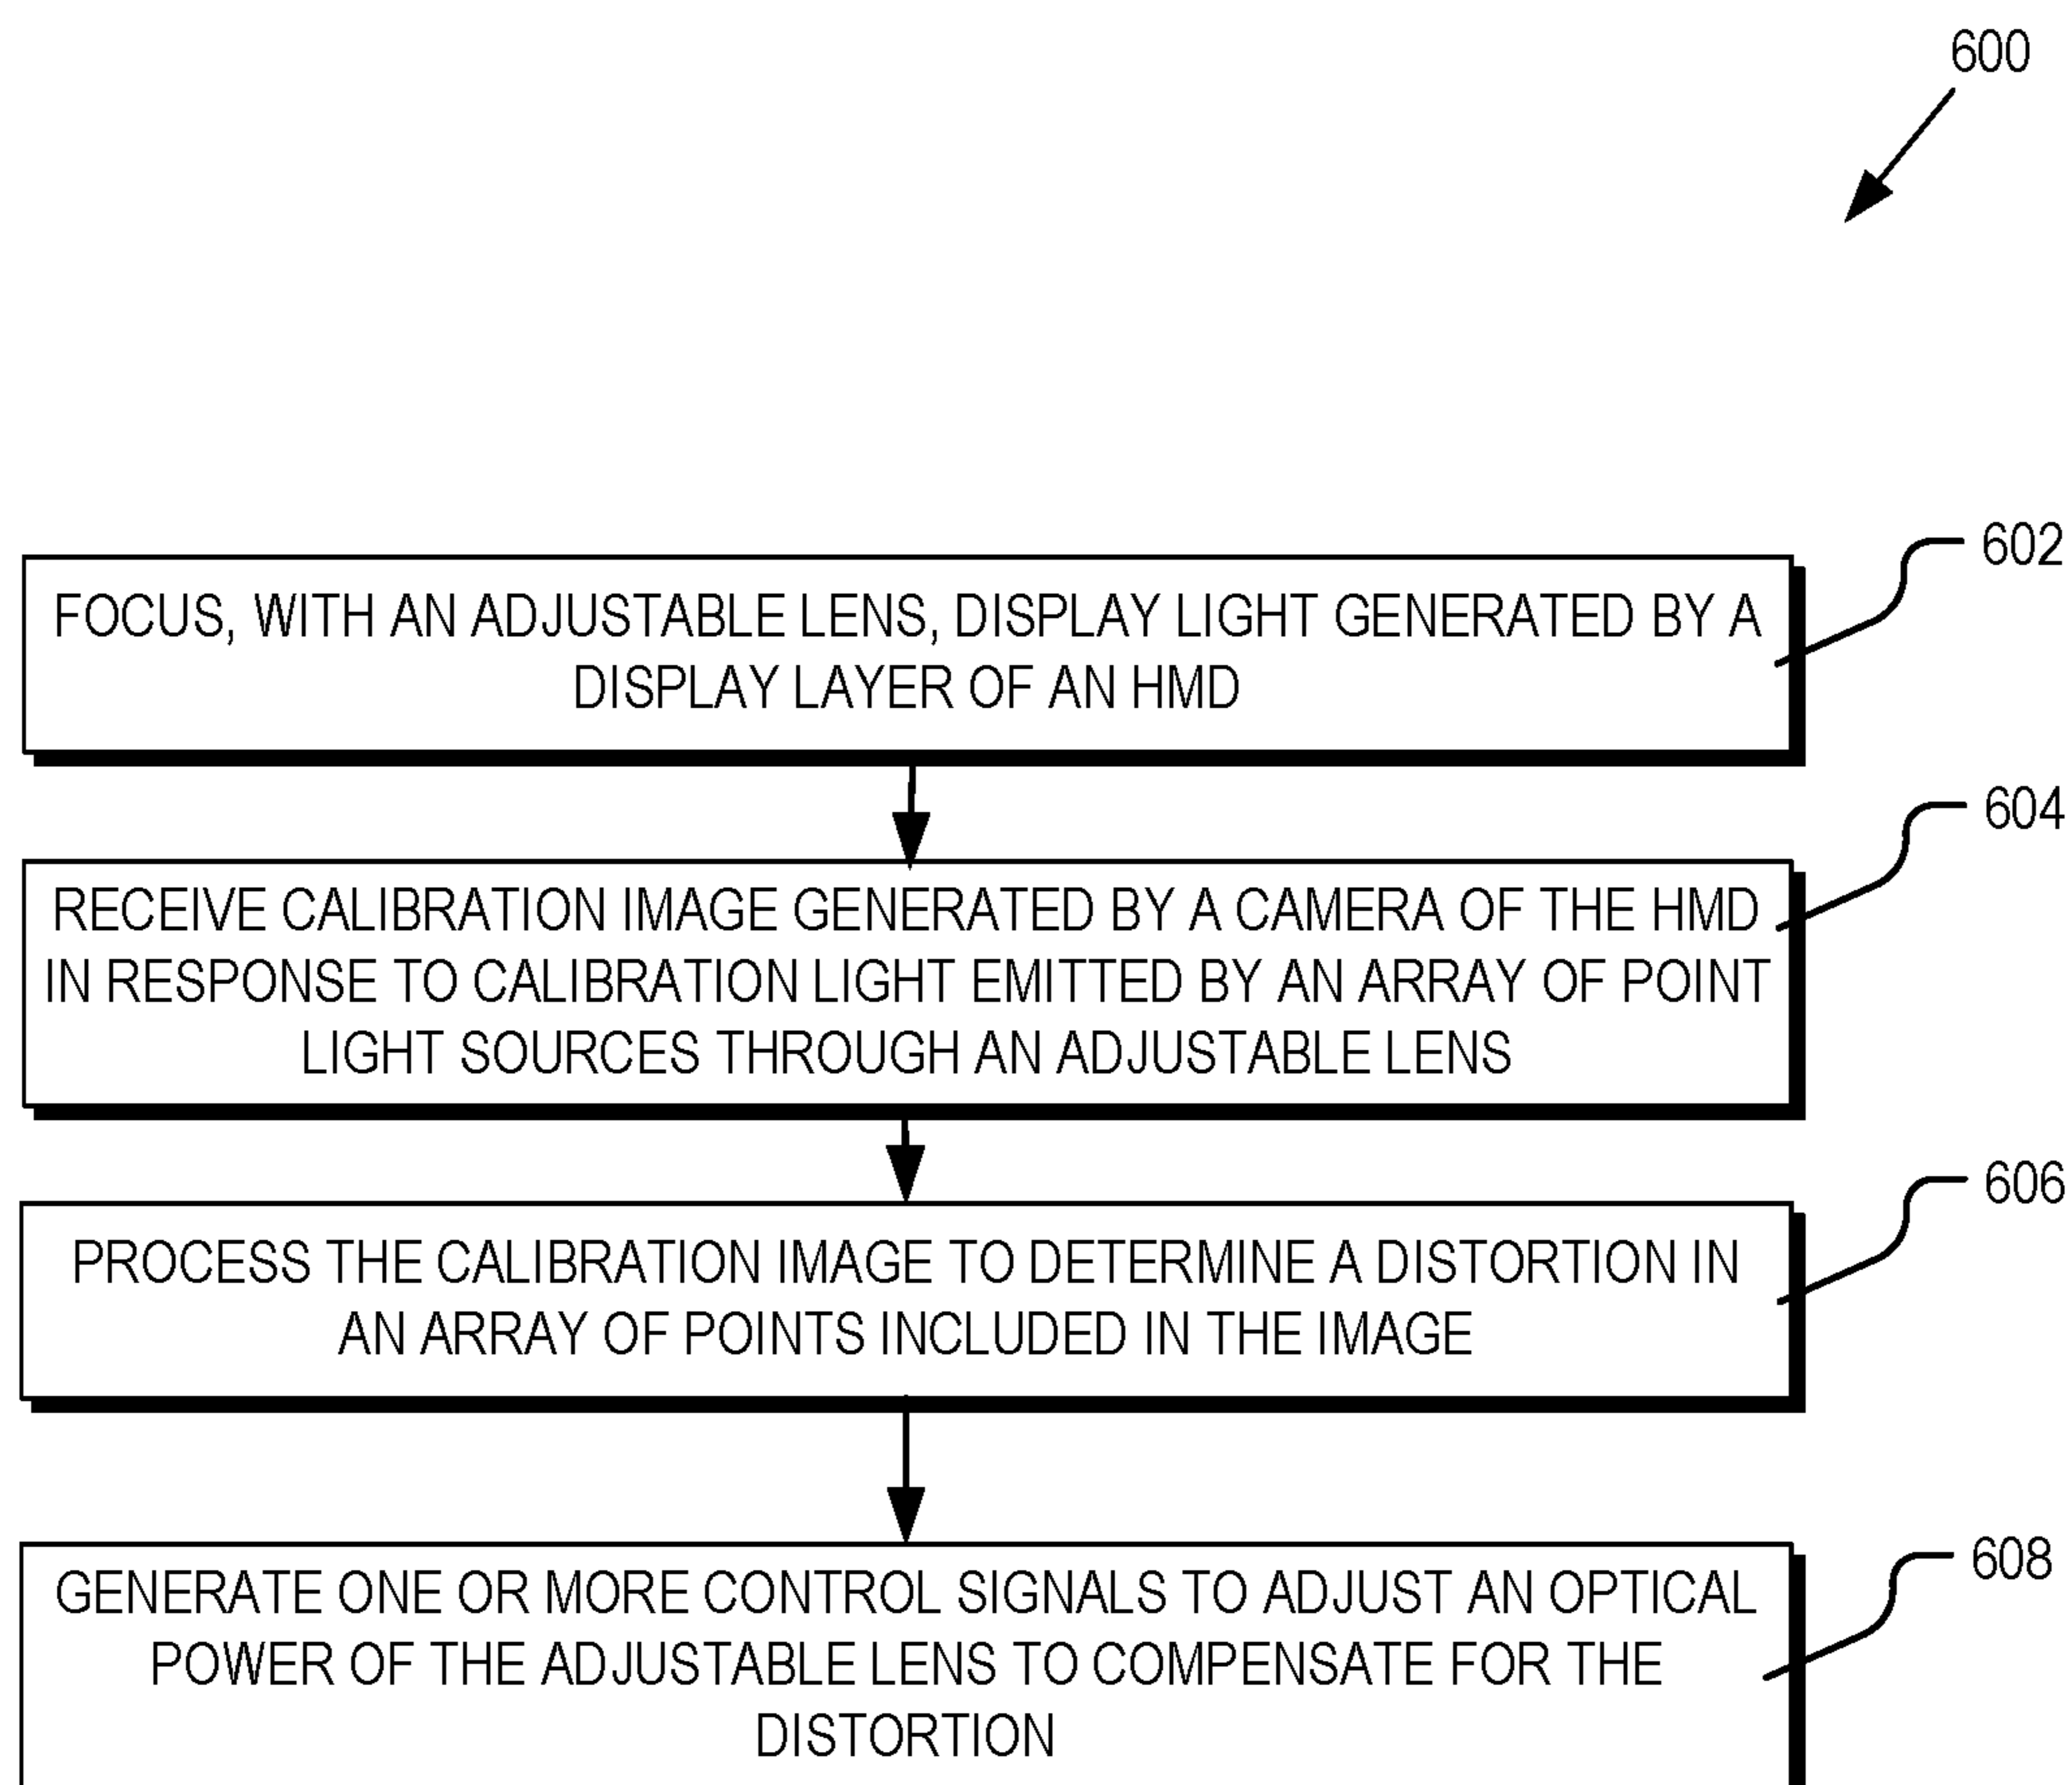 600
602
FOCUS, WITH AN ADJUSTABLE LENS, DISPLAY LIGHT GENERATED BY A
DISPLAY LAYER OF AN HMD
604
RECEIVE CALIBRATION IMAGE GENERATED BY A CAMERA OF THE HMD
IN RESPONSE TO CALIBRATION LIGHT EMITTED BY AN ARRAY OF POINT
LIGHT SOURCES THROUGH AN ADJUSTABLE LENS
606
PROCESS THE CALIBRATION IMAGE TO DETERMINE A DISTORTION IN
AN ARRAY OF POINTS INCLUDED IN THE IMAGE
608
GENERATE ONE OR MORE CONTROL SIGNALS TO ADJUST AN OPTICAL
POWER OF THE ADJUSTABLE LENS TO COMPENSATE FOR THE
DISTORTION